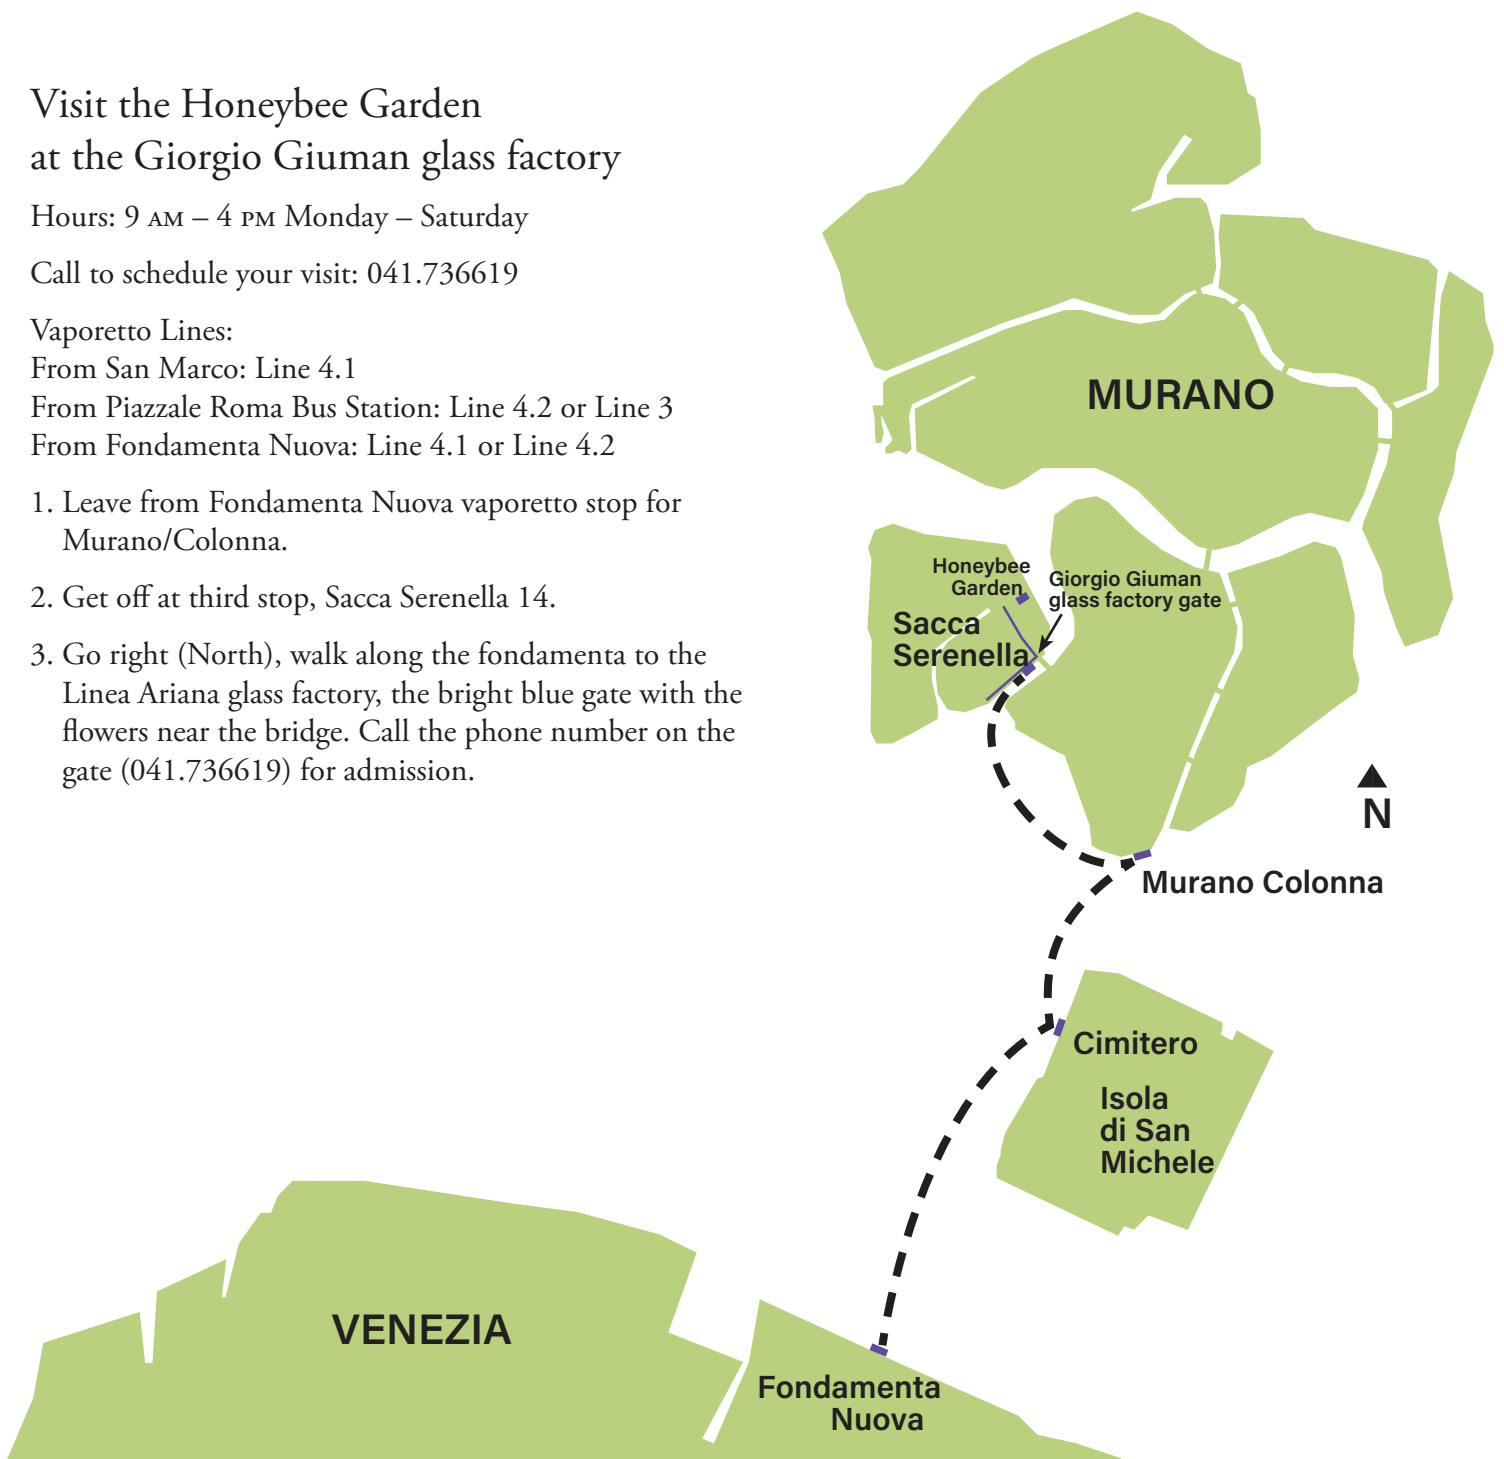 Visit the Honeybee Garden
at the Giorgio Giuman glass factory
Hours: 9 AM – 4 PM Monday – Saturday
Call to schedule your visit: 041.736619
Vaporetto Lines:
From San Marco: Line 4.1
From Piazzale Roma Bus Station: Line 4.2 or Line 3
From Fondamenta Nuova: Line 4.1 or Line 4.2
1. Leave from Fondamenta Nuova vaporetto stop for
Murano/Colonna.
2. Get off at third stop, Sacca Serenella 14.
3. Go right (North), walk along the fondamenta to the
Linea Ariana glass factory, the bright blue gate with the
flowers near the bridge. Call the phone number on the
gate (041.736619) for admission.
MURANO
Honeybee
Garden
Giorgio Giuman
glass factory gate
Sacca
Serenella
N
Murano Colonna
Cimitero
Isola
di San
Michele
VENEZIA
Fondamenta
Nuova